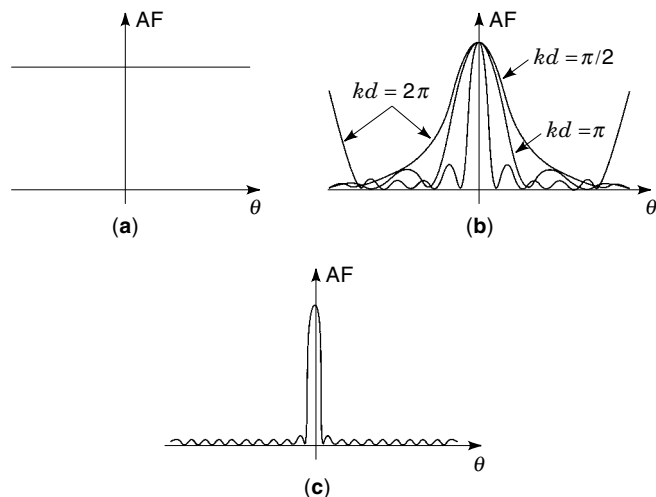 AF
θ
(a)
AF
kd = π/2
kd = 2π
kd = π
θ
(b)
AF
θ
(c)